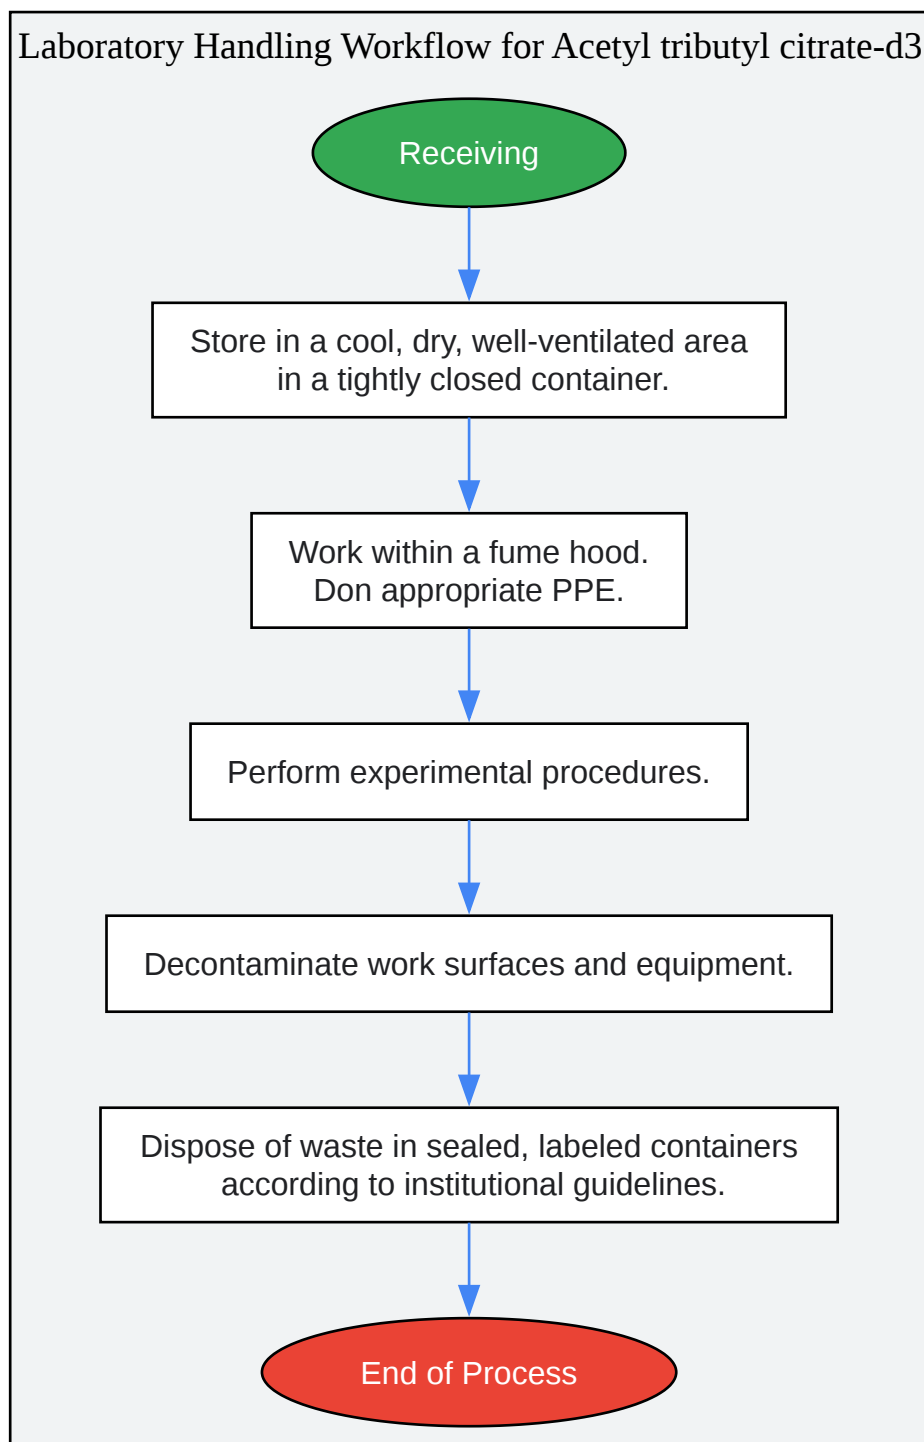 Laboratory Handling Workflow for Acetyl tributyl citrate-d3
Receiving
Store in a cool, dry, well-ventilated area
in a tightly closed container.
Work within a fume hood.
Don appropriate PPE.
Perform experimental procedures.
Decontaminate work surfaces and equipment.
Dispose of waste in sealed, labeled containers
according to institutional guidelines.
End of Process